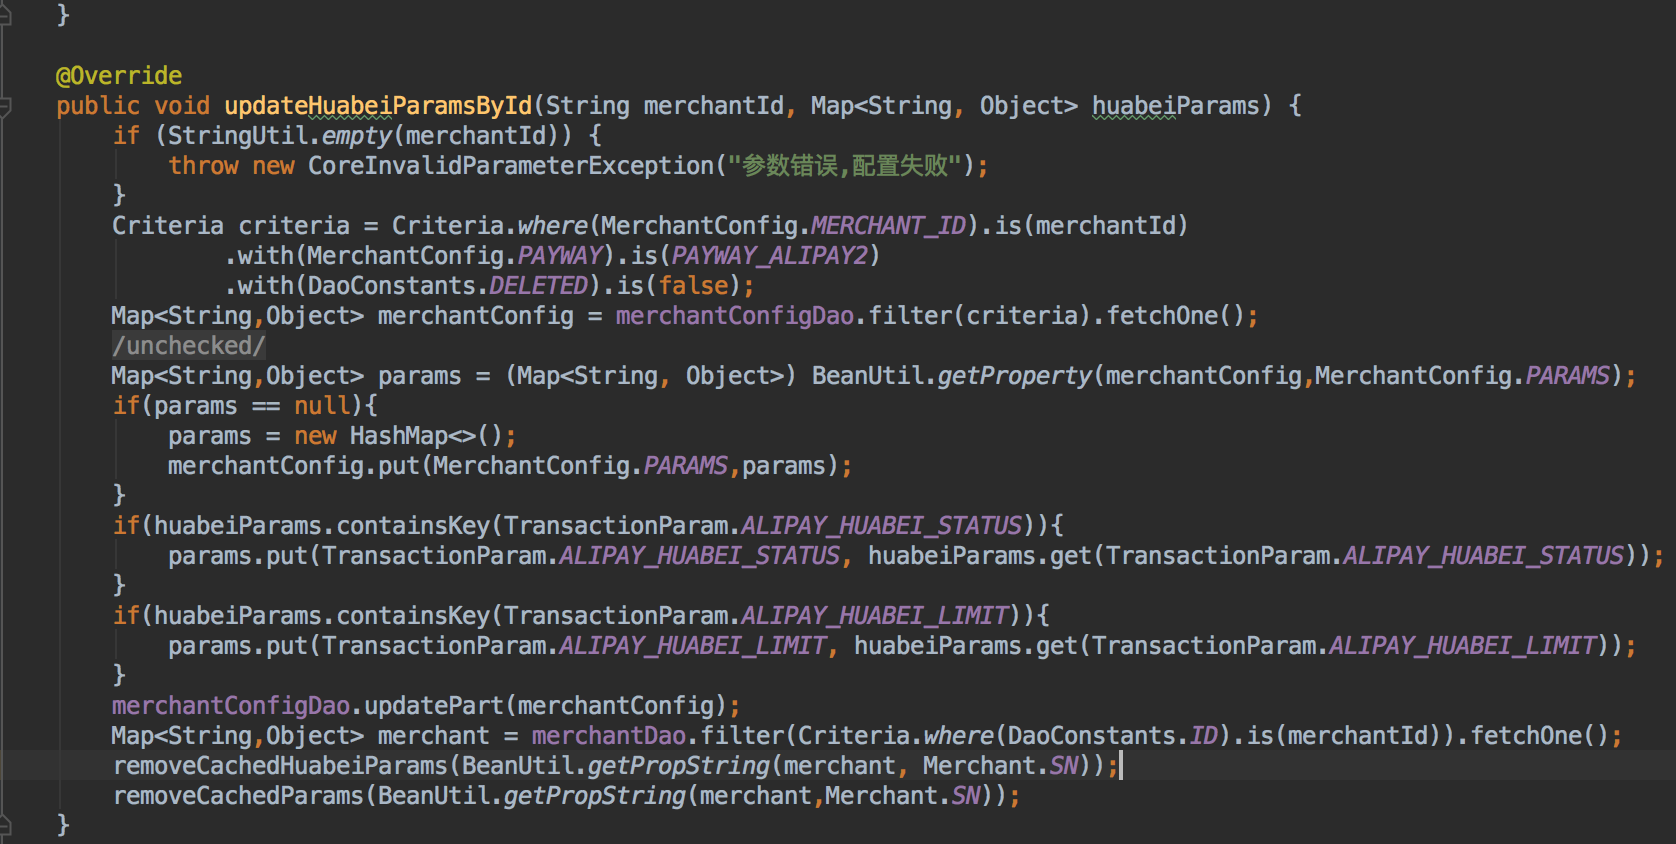 }
@Override
public void updateHuabeiParamsById(String merchantId, Map<String, Object> huabeiParams) {
if (StringUtil.empty(merchantId)) {
throw new CoreInvalidParameterException("参数错误,配置失败");
}
Criteria criteria = Criteria.where(MerchantConfig.MERCHANT_ID).is(merchantId)
.with(MerchantConfig.PAYWAY).is(PAYWAY_ALIPAY2)
.with(DaoConstants.DELETED).is(false);
Map<String,Object> merchantConfig = merchantConfigDao.filter(criteria).fetchOne();
/unchecked/
Map<String,Object> params = (Map<String, Object>) BeanUtil.getProperty(merchantConfig,MerchantConfig.PARAMS);
if(params == null){
params = new HashMap<>();
merchantConfig.put(MerchantConfig.PARAMS,params);
}
if(huabeiParams.containsKey(TransactionParam.ALIPAY_HUABEI_STATUS)){
params.put(TransactionParam.ALIPAY_HUABEI_STATUS, huabeiParams.get(TransactionParam.ALIPAY_HUABEI_STATUS));
}
if(huabeiParams.containsKey(TransactionParam.ALIPAY_HUABEI_LIMIT)){
params.put(TransactionParam.ALIPAY_HUABEI_LIMIT, huabeiParams.get(TransactionParam.ALIPAY_HUABEI_LIMIT));
}
merchantConfigDao.updatePart(merchantConfig);
Map<String,Object> merchant = merchantDao.filter(Criteria.where(DaoConstants.ID).is(merchantId)).fetchOne();
removeCachedHuabeiParams(BeanUtil.getPropString(merchant, Merchant.SN));
removeCachedParams(BeanUtil.getPropString(merchant,Merchant.SN));
}